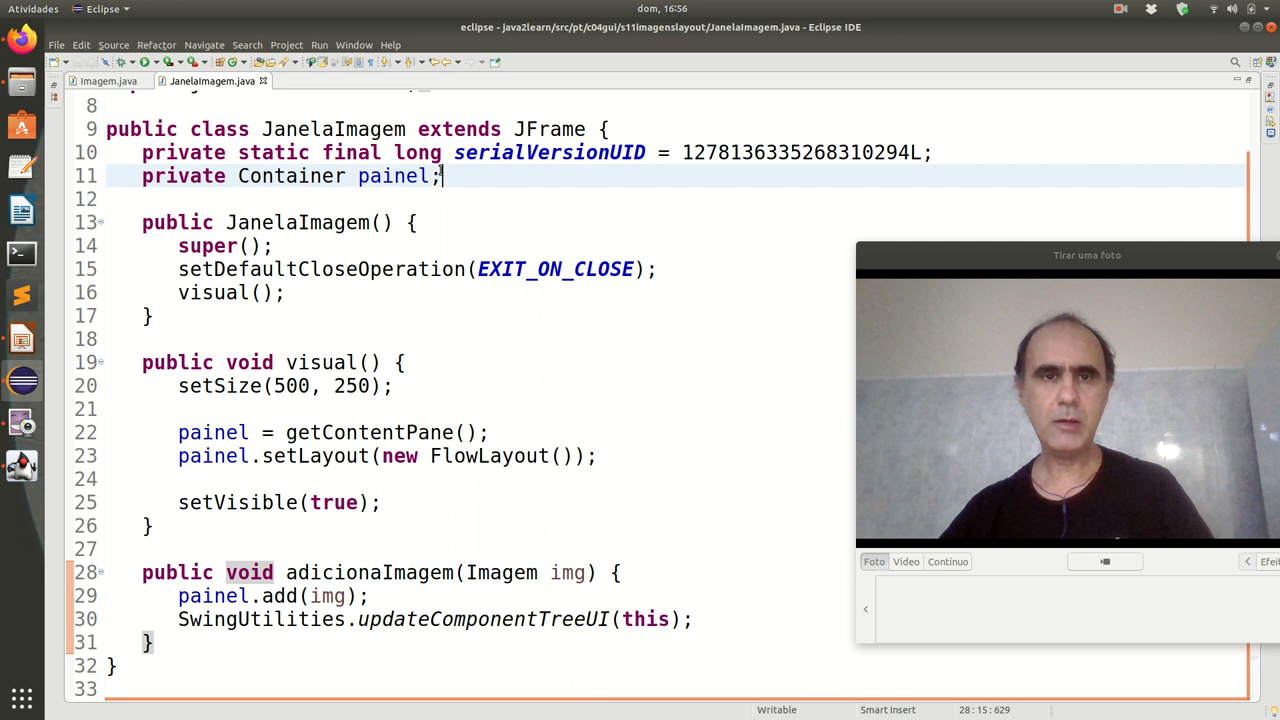 Atividades
Eclipse
dom, 16:56
eclipse - java2learn/src/pt/c04gui/s11imagenslayout/JanelaImagem.java - Eclipse IDE
File Edit Source Refactor Navigate Search Project Run Window Help
Imagem.java
JanelaImagem.java
8
9 public class JanelaImagem extends JFrame {
10 private static final long serialVersionUID = 1278136335268310294L;
11 private Container painel;
12
13 public JanelaImagem() {
14 super();
15 setDefaultCloseOperation(EXIT_ON_CLOSE);
16 visual();
17 }
18
19 public void visual() {
20 setSize(500, 250);
21
22 painel = getContentPane();
23 painel.setLayout(new FlowLayout());
24
25 setVisible(true);
26 }
27
28 public void adicionaImagem(Imagem img) {
29 painel.add(img);
30 SwingUtilities.updateComponentTreeUI(this);
31 }
32 }
33
Tirar uma foto
Foto Vídeo Contínuo
Efei
Writable
Smart Insert
28:15:629